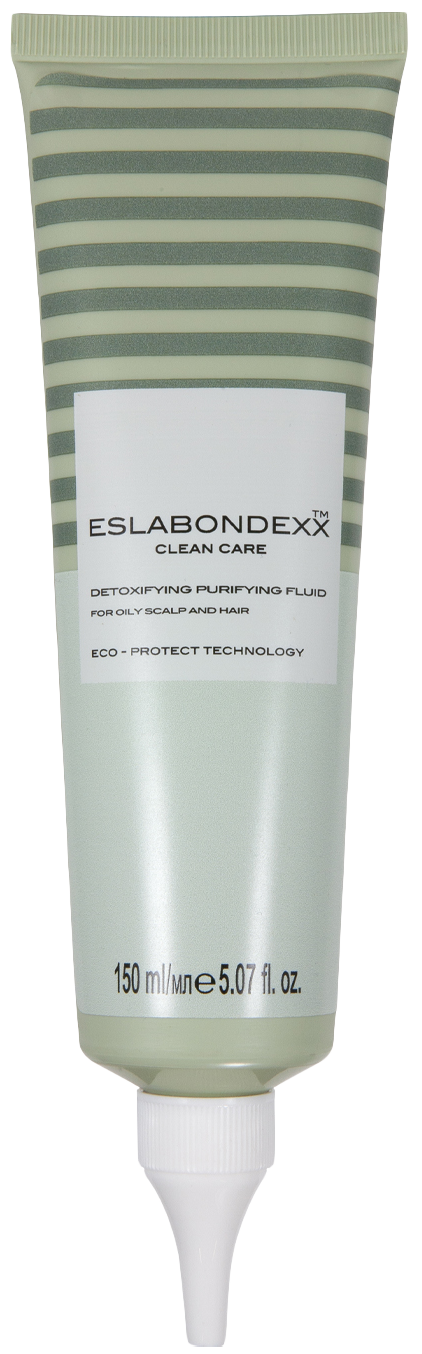 ESLABONDEXX™
CLEAN CARE
DETOXIFYING PURIFYING FLUID
FOR OILY SCALP AND HAIR
ECO - PROTECT TECHNOLOGY
150 ml/мл℮5.07 fl. oz.